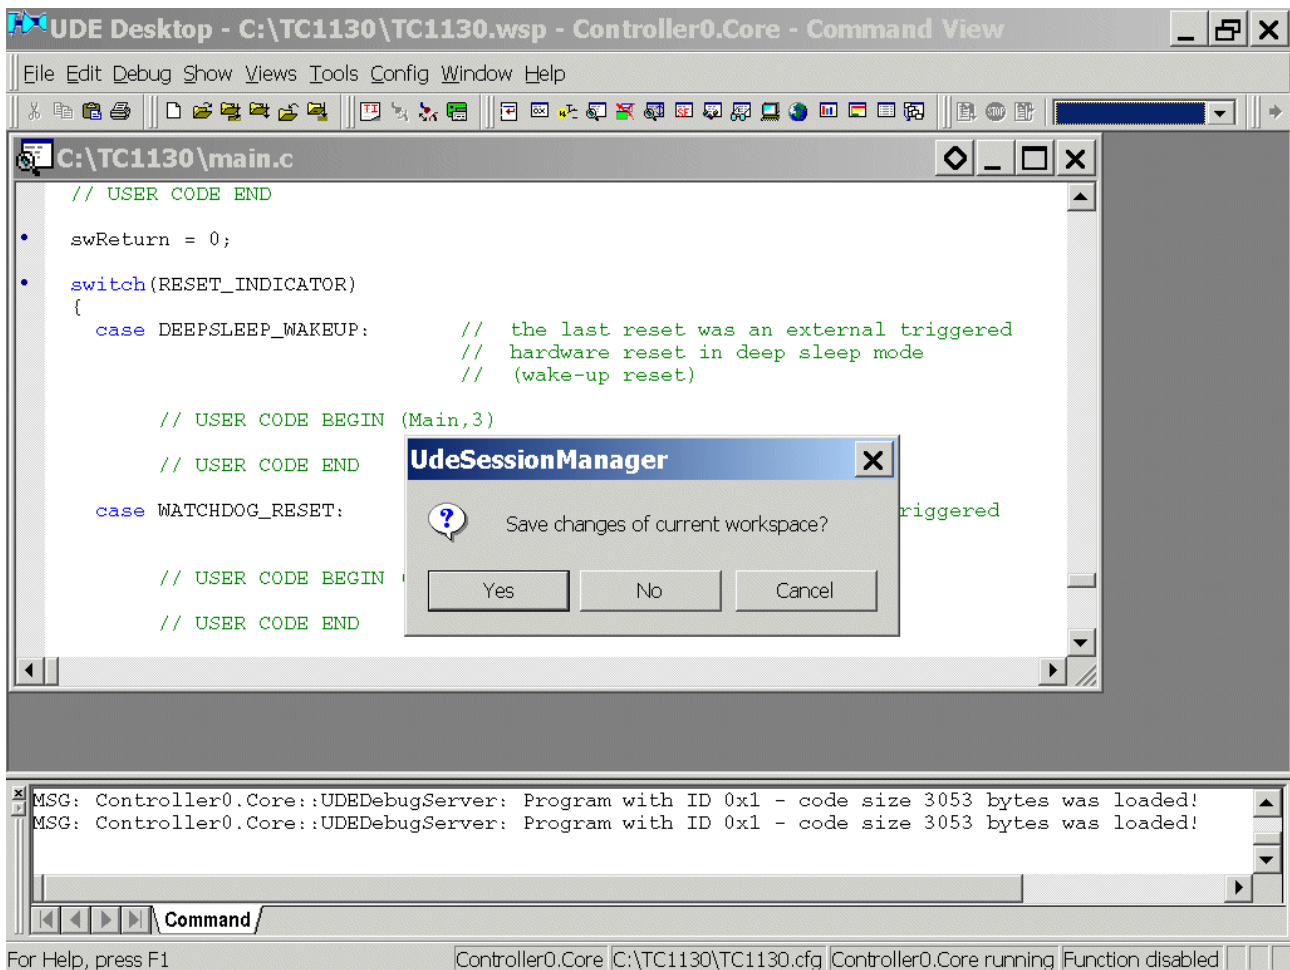 UDE Desktop - C:\TC1130\TC1130.wsp - Controller0.Core - Command View
File Edit Debug Show Views Tools Config Window Help
C:\TC1130\main.c
// USER CODE END
swReturn = 0;
switch(RESET_INDICATOR)
{
case DEEPSLEEP_WAKEUP: // the last reset was an external triggered
// hardware reset in deep sleep mode
// (wake-up reset)
// USER CODE BEGIN (Main,3)
// USER CODE END
case WATCHDOG_RESET: riggered
// USER CODE BEGIN
// USER CODE END
UdeSessionManager
Save changes of current workspace?
Yes No Cancel
MSG: Controller0.Core::UDEDebugServer: Program with ID 0x1 - code size 3053 bytes was loaded!
MSG: Controller0.Core::UDEDebugServer: Program with ID 0x1 - code size 3053 bytes was loaded!
Command
For Help, press F1 Controller0.Core C:\TC1130\TC1130.cfg Controller0.Core running Function disabled